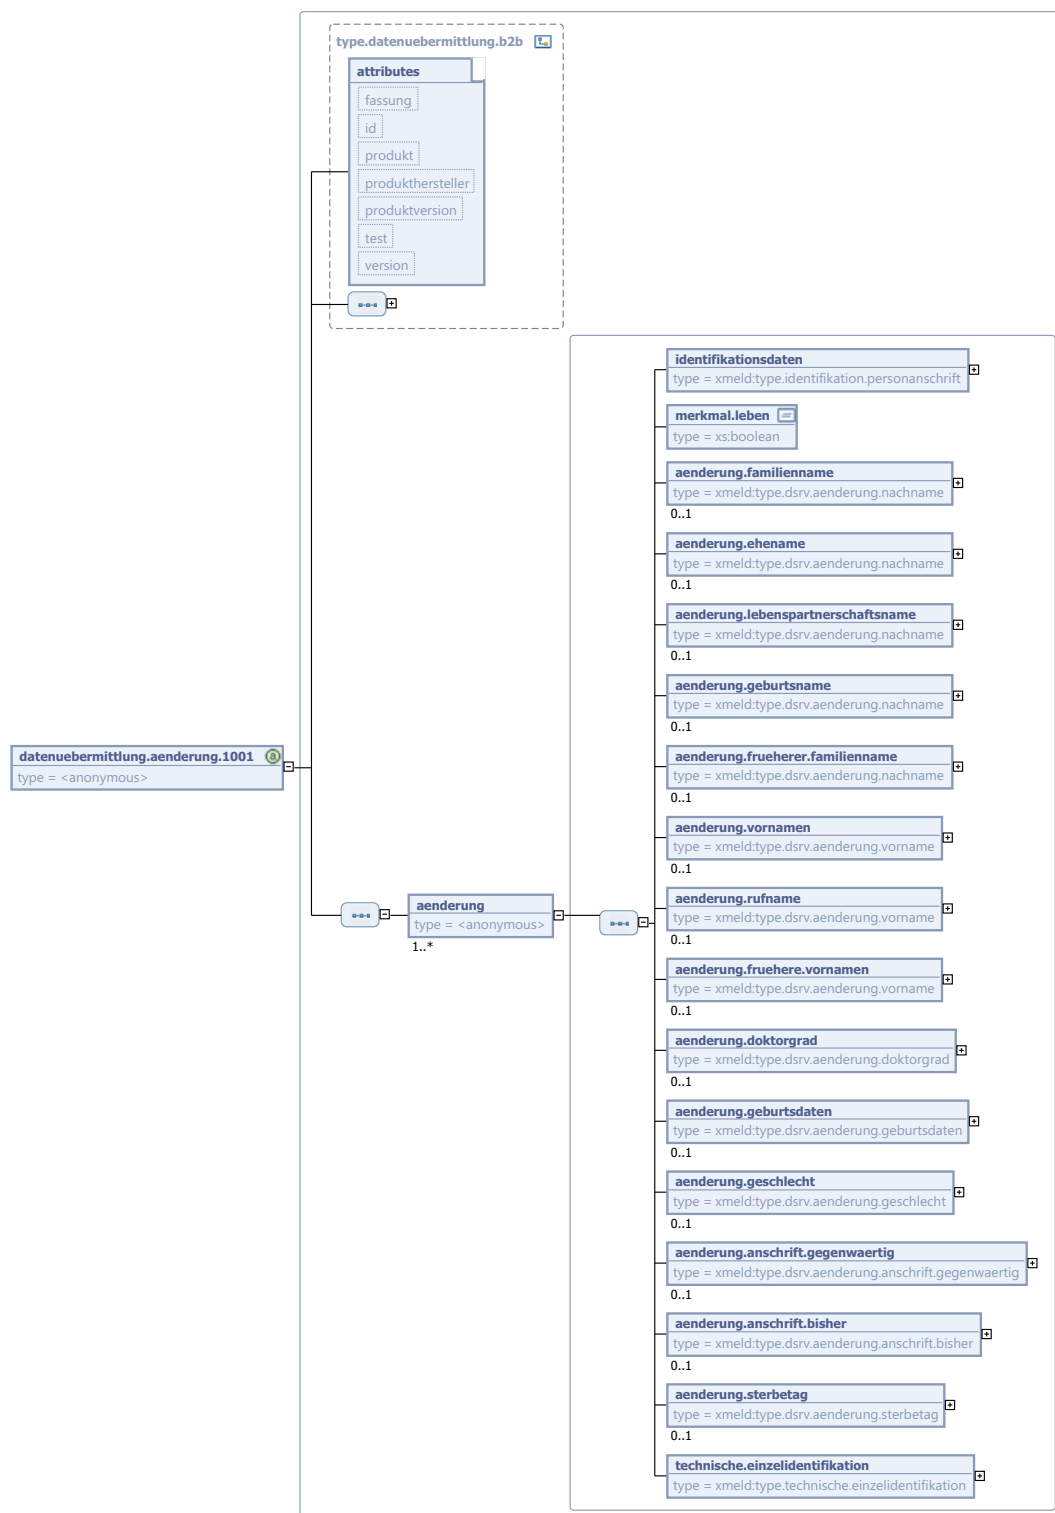 type.datenuebermittlung.b2b
attributes
fassung
id
produkt
produkthersteller
produktversion
test
version
identifikationsdaten
type = xmeld:type.identifikation.personanschrift
merkmal.leben
type = xs:boolean
aenderung.familienname
type = xmeld:type.dsrv.aenderung.nachname
0..1
aenderung.ehename
type = xmeld:type.dsrv.aenderung.nachname
0..1
aenderung.lebenspartnerschaftsname
type = xmeld:type.dsrv.aenderung.nachname
0..1
aenderung.geburtsname
type = xmeld:type.dsrv.aenderung.nachname
0..1
datenuebermittlung.aenderung.1001 @
type = <anonymous>
aenderung.frueherer.familienname
type = xmeld:type.dsrv.aenderung.nachname
0..1
aenderung.vornamen
type = xmeld:type.dsrv.aenderung.vorname
0..1
aenderung
type = <anonymous>
1..*
aenderung.rufname
type = xmeld:type.dsrv.aenderung.vorname
0..1
aenderung.fruehere.vornamen
type = xmeld:type.dsrv.aenderung.vorname
0..1
aenderung.doktorgrad
type = xmeld:type.dsrv.aenderung.doktorgrad
0..1
aenderung.geburtsdaten
type = xmeld:type.dsrv.aenderung.geburtsdaten
0..1
aenderung.geschlecht
type = xmeld:type.dsrv.aenderung.geschlecht
0..1
aenderung.anschrift.gegenwaertig
type = xmeld:type.dsrv.aenderung.anschrift.gegenwaertig
0..1
aenderung.anschrift.bisher
type = xmeld:type.dsrv.aenderung.anschrift.bisher
0..1
aenderung.sterbetag
type = xmeld:type.dsrv.aenderung.sterbetag
0..1
technische.einzelidentifikation
type = xmeld:type.technische.einzelidentifikation